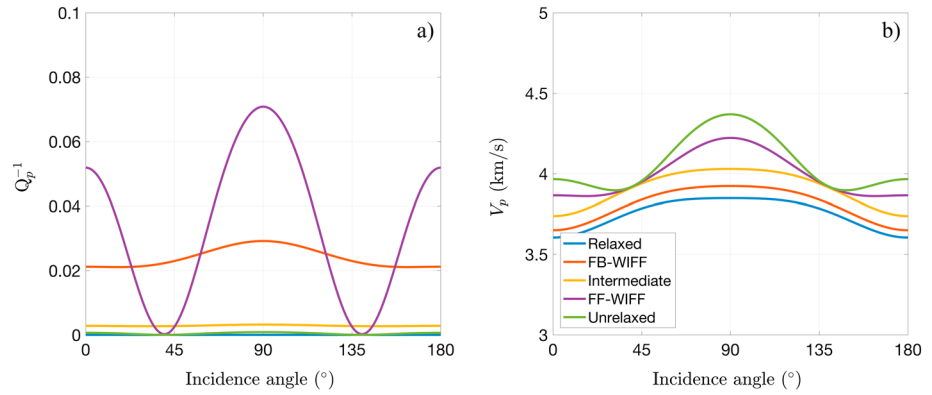 a)
0.1
0.08
0.06
0.04
0.02
0
Q_p^{-1}
0 45 90 135 180
Incidence angle (°)
b)
5
4.5
4
3.5
3
V_p (km/s)
Relaxed
FB-WIFF
Intermediate
FF-WIFF
Unrelaxed
0 45 90 135 180
Incidence angle (°)